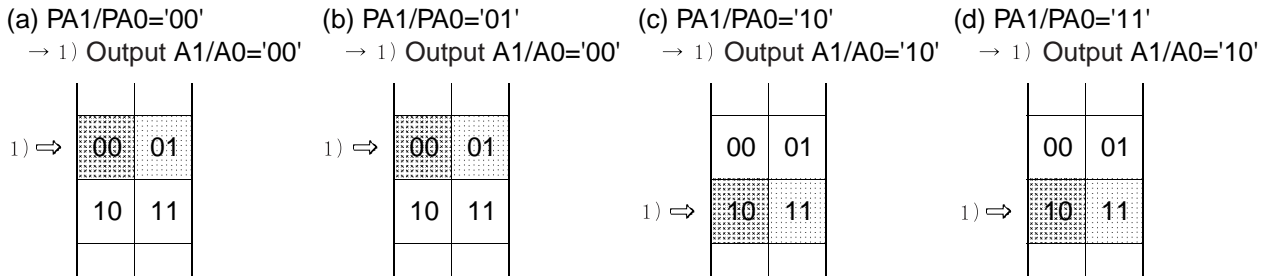 (a) PA1/PA0='00'
→ 1) Output A1/A0='00'
1) ⇒ 00 01
10 11
(b) PA1/PA0='01'
→ 1) Output A1/A0='00'
1) ⇒ 00 01
10 11
(c) PA1/PA0='10'
→ 1) Output A1/A0='10'
00 01
1) ⇒ 10 11
(d) PA1/PA0='11'
→ 1) Output A1/A0='10'
00 01
1) ⇒ 10 11